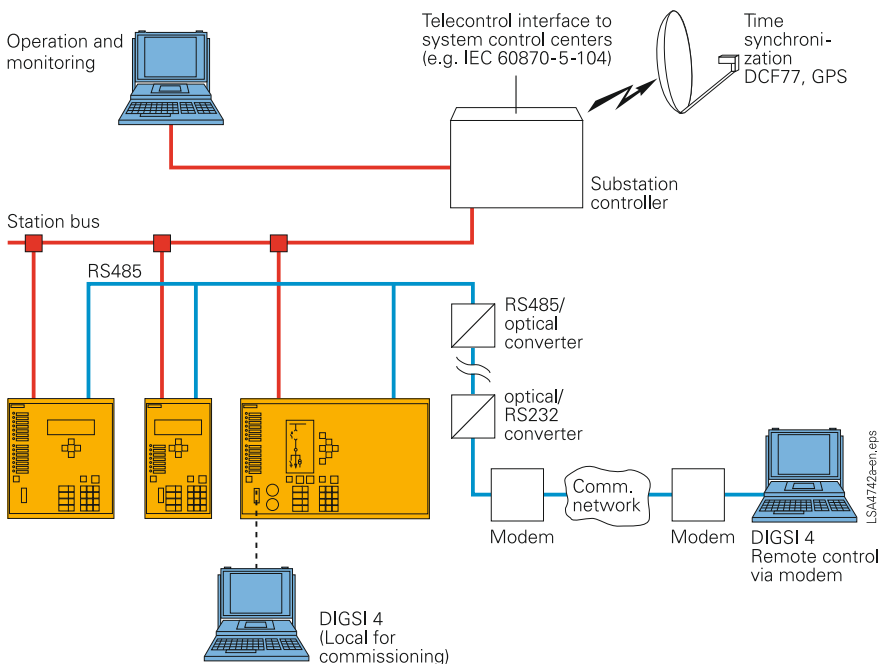 Operation and
monitoring
Telecontrol interface to
system control centers
(e.g. IEC 60870-5-104)
Time
synchroni-
zation
DCF77, GPS
Substation
controller
Station bus
RS485
RS485/
optical
converter
optical/
RS232
converter
Modem
Comm.
network
Modem
DIGSI 4
Remote control
via modem
DIGSI 4
(Local for
commissioning)
LSA4742a-en.eps